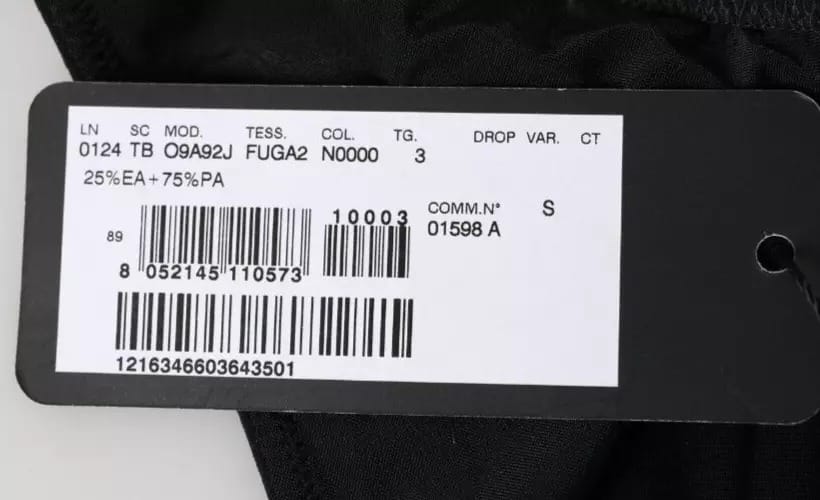 LN SC MOD. TESS. COL. TG. DROP VAR. CT
0124 TB O9A92J FUGA2 N0000 3
25%EA+75%PA
COMM.N° S
01598 A
10003
89
8 052145 110573
1216346603643501